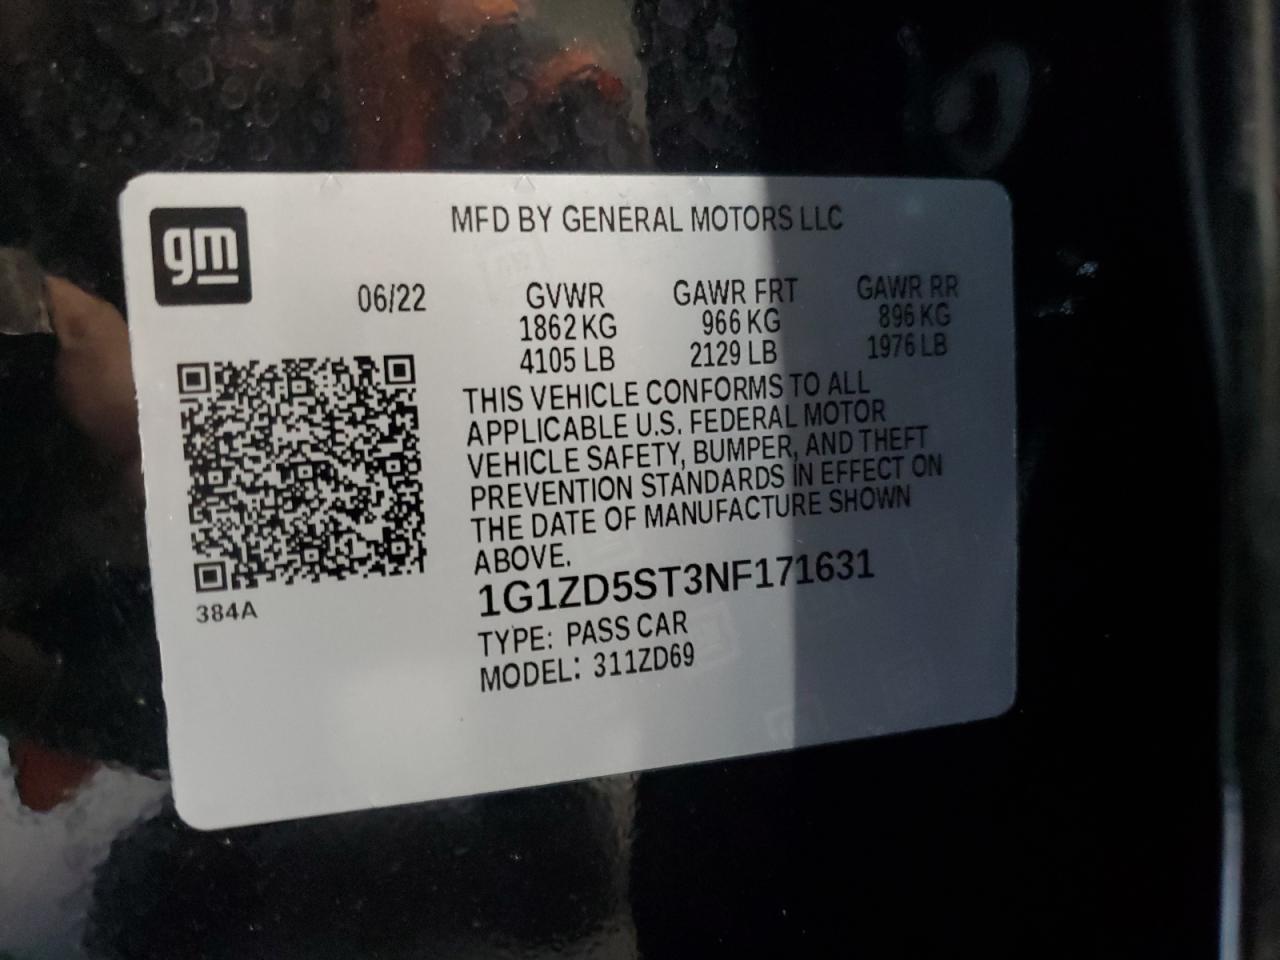 gm
MFD BY GENERAL MOTORS LLC
06/22 GVWR GAWR FRT GAWR RR
1862 KG 966 KG 896 KG
4105 LB 2129 LB 1976 LB
THIS VEHICLE CONFORMS TO ALL
APPLICABLE U.S. FEDERAL MOTOR
VEHICLE SAFETY, BUMPER, AND THEFT
PREVENTION STANDARDS IN EFFECT ON
THE DATE OF MANUFACTURE SHOWN
ABOVE.
384A
1G1ZD5ST3NF171631
TYPE: PASS CAR
MODEL: 311ZD69